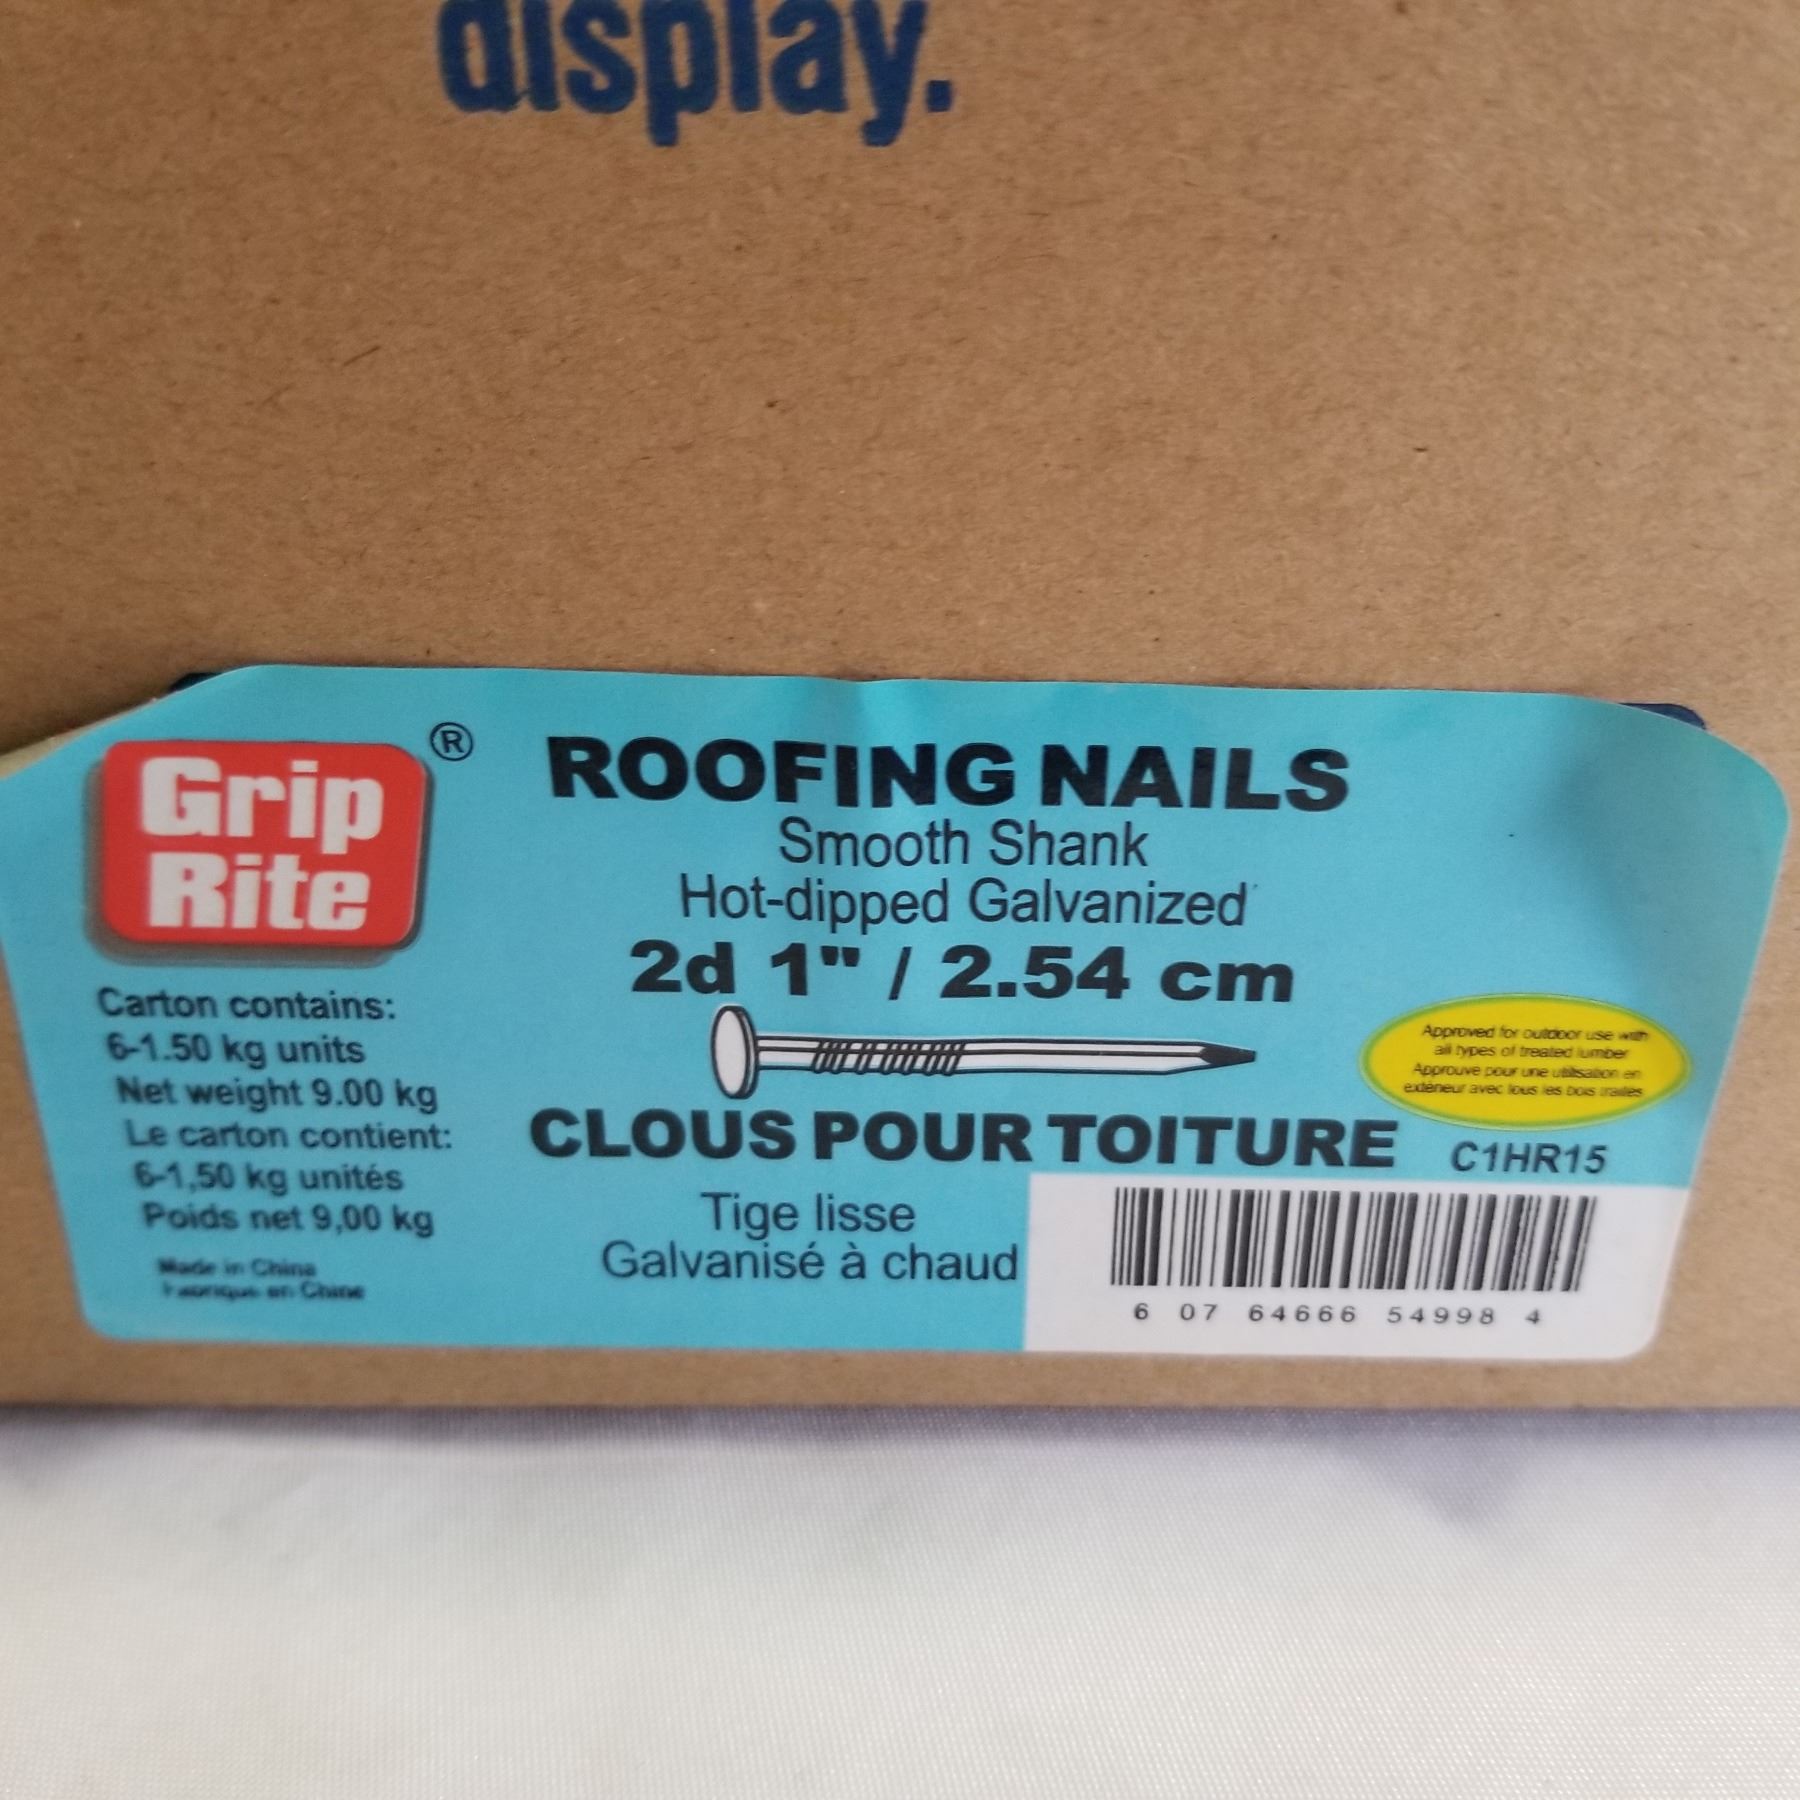 display.
Grip
Rite
®
ROOFING NAILS
Smooth Shank
Hot-dipped Galvanized
2d 1" / 2.54 cm
Carton contains:
6-1.50 kg units
Net weight 9.00 kg
Le carton contient:
6-1,50 kg unités
Poids net 9,00 kg
Made in China
Fabriqué en Chine
Approved for outdoor use with
all types of treated lumber
Approuve pour une utilisation en
extérieur avec tous les bois traités
CLOUS POUR TOITURE
C1HR15
Tige lisse
Galvanisé à chaud
6 07 64666 54998 4